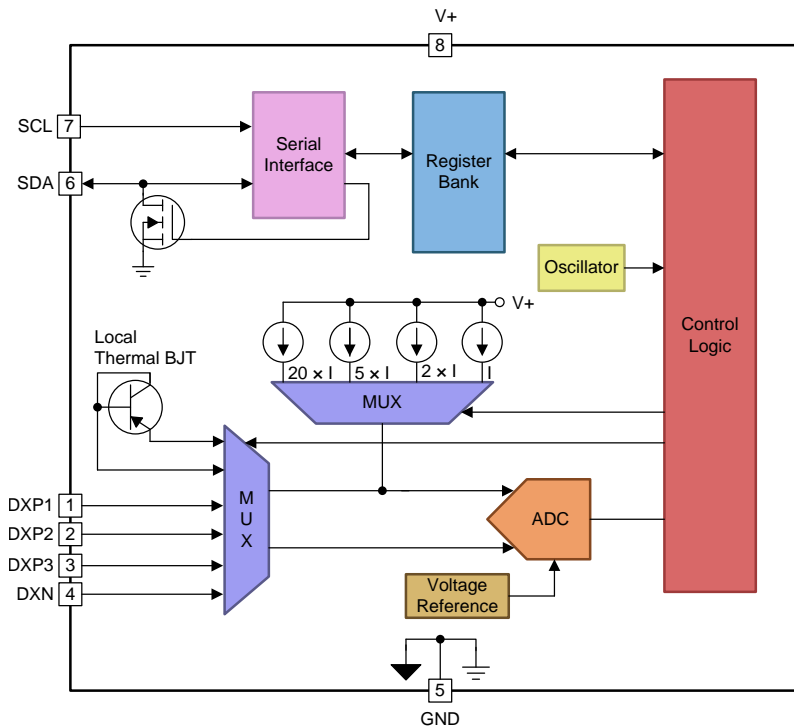 V+
8
SCL
7
SDA
6
Serial
Interface
Register
Bank
Oscillator
Control
Logic
V+
20 × I
5 × I
2 × I
I
MUX
Local
Thermal BJT
M
U
X
DXP1
1
DXP2
2
DXP3
3
DXN
4
ADC
Voltage
Reference
5
GND